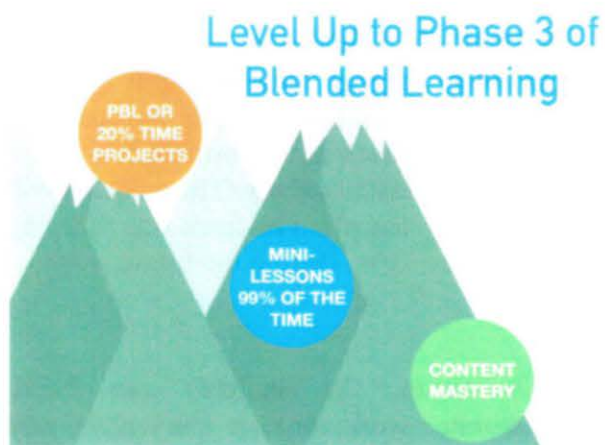 Level Up to Phase 3 of
Blended Learning
PBL OR
20% TIME
PROJECTS
MINI-
LESSONS
99% OF THE
TIME
CONTENT
MASTERY